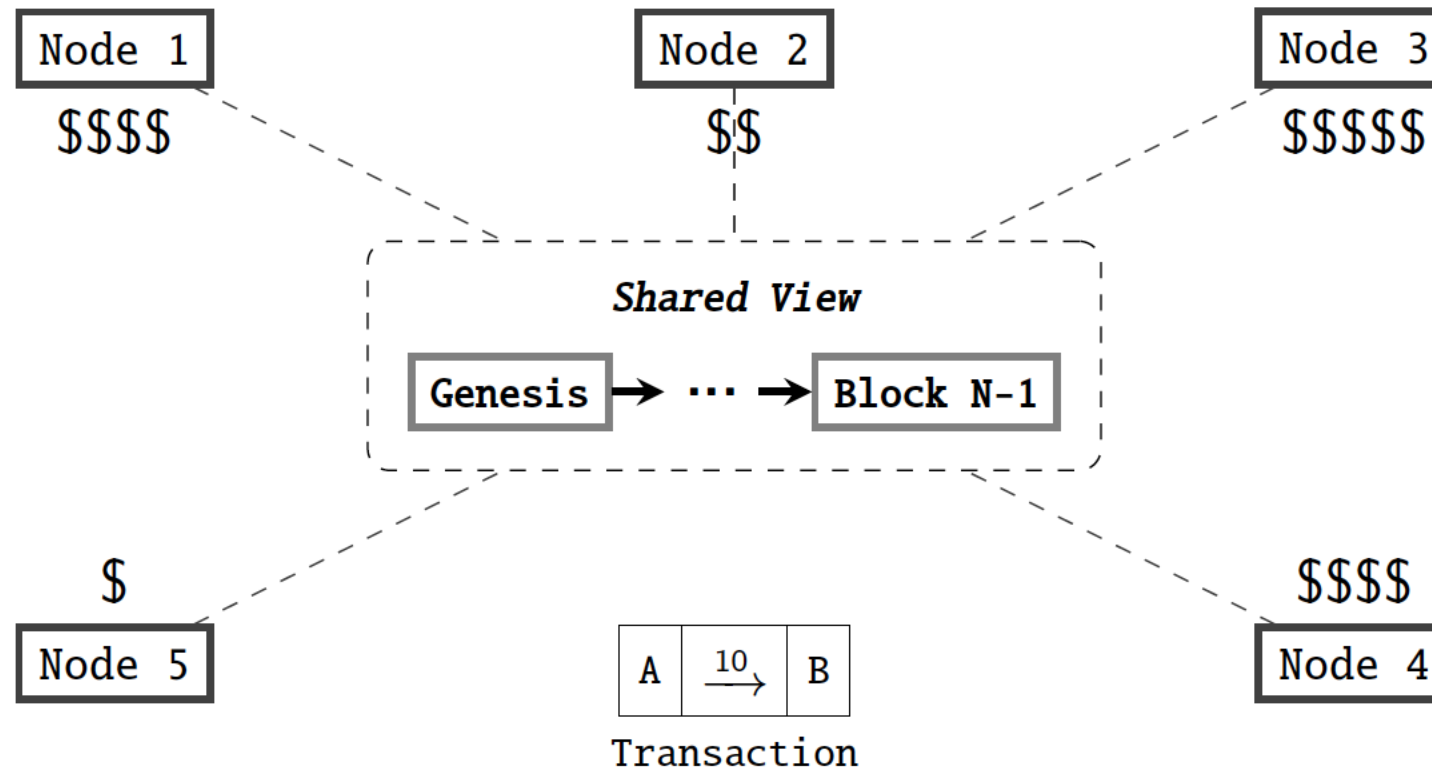 Node 1
Node 2
Node 3
$$$$
$$
$$$$$
Shared View
Genesis ··· Block N-1
$
$$$$
Node 5
A 10 B
Node 4
Transaction